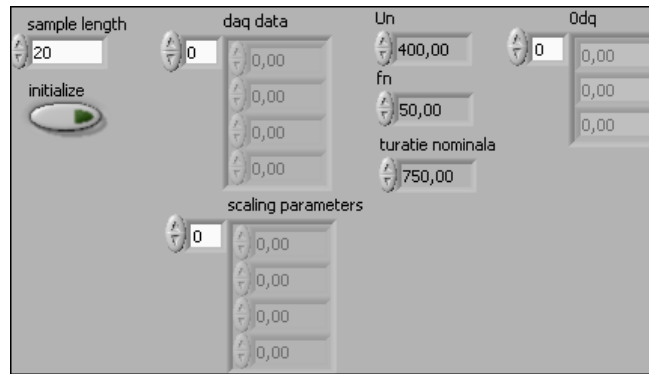 sample length
20
initialize
daq data
0
0,00
0,00
0,00
0,00
scaling parameters
0
0,00
0,00
0,00
0,00
Un
400,00
fn
50,00
turatie nominala
750,00
0dq
0
0,00
0,00
0,00